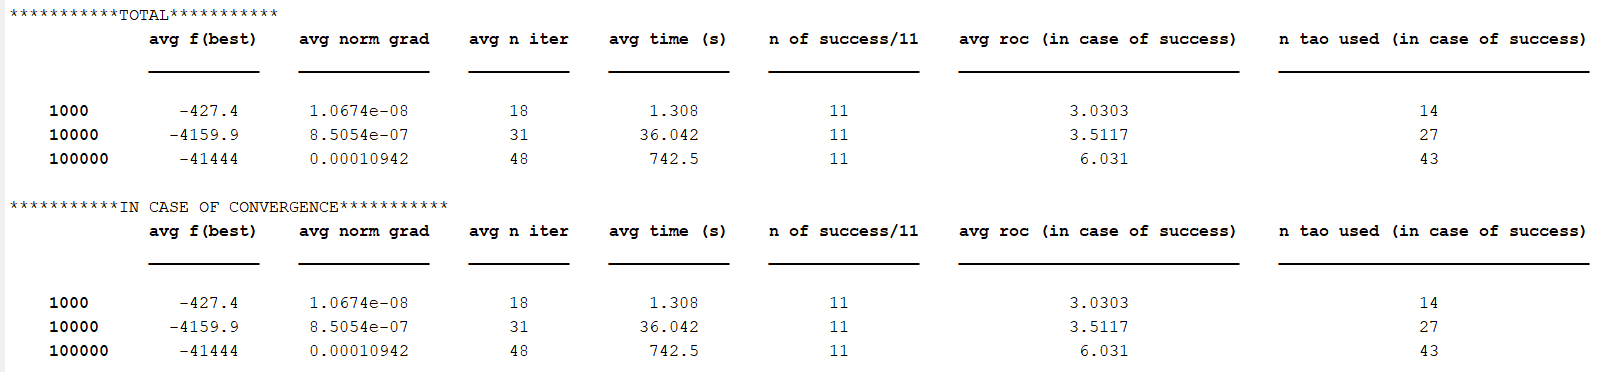 ***********TOTAL***********
avg f(best) avg norm grad avg n iter avg time (s) n of success/11 avg roc (in case of success) n tao used (in case of success)
1000 -427.4 1.0674e-08 18 1.308 11 3.0303 14
10000 -4159.9 8.5054e-07 31 36.042 11 3.5117 27
100000 -41444 0.00010942 48 742.5 11 6.031 43
***********IN CASE OF CONVERGENCE***********
avg f(best) avg norm grad avg n iter avg time (s) n of success/11 avg roc (in case of success) n tao used (in case of success)
1000 -427.4 1.0674e-08 18 1.308 11 3.0303 14
10000 -4159.9 8.5054e-07 31 36.042 11 3.5117 27
100000 -41444 0.00010942 48 742.5 11 6.031 43